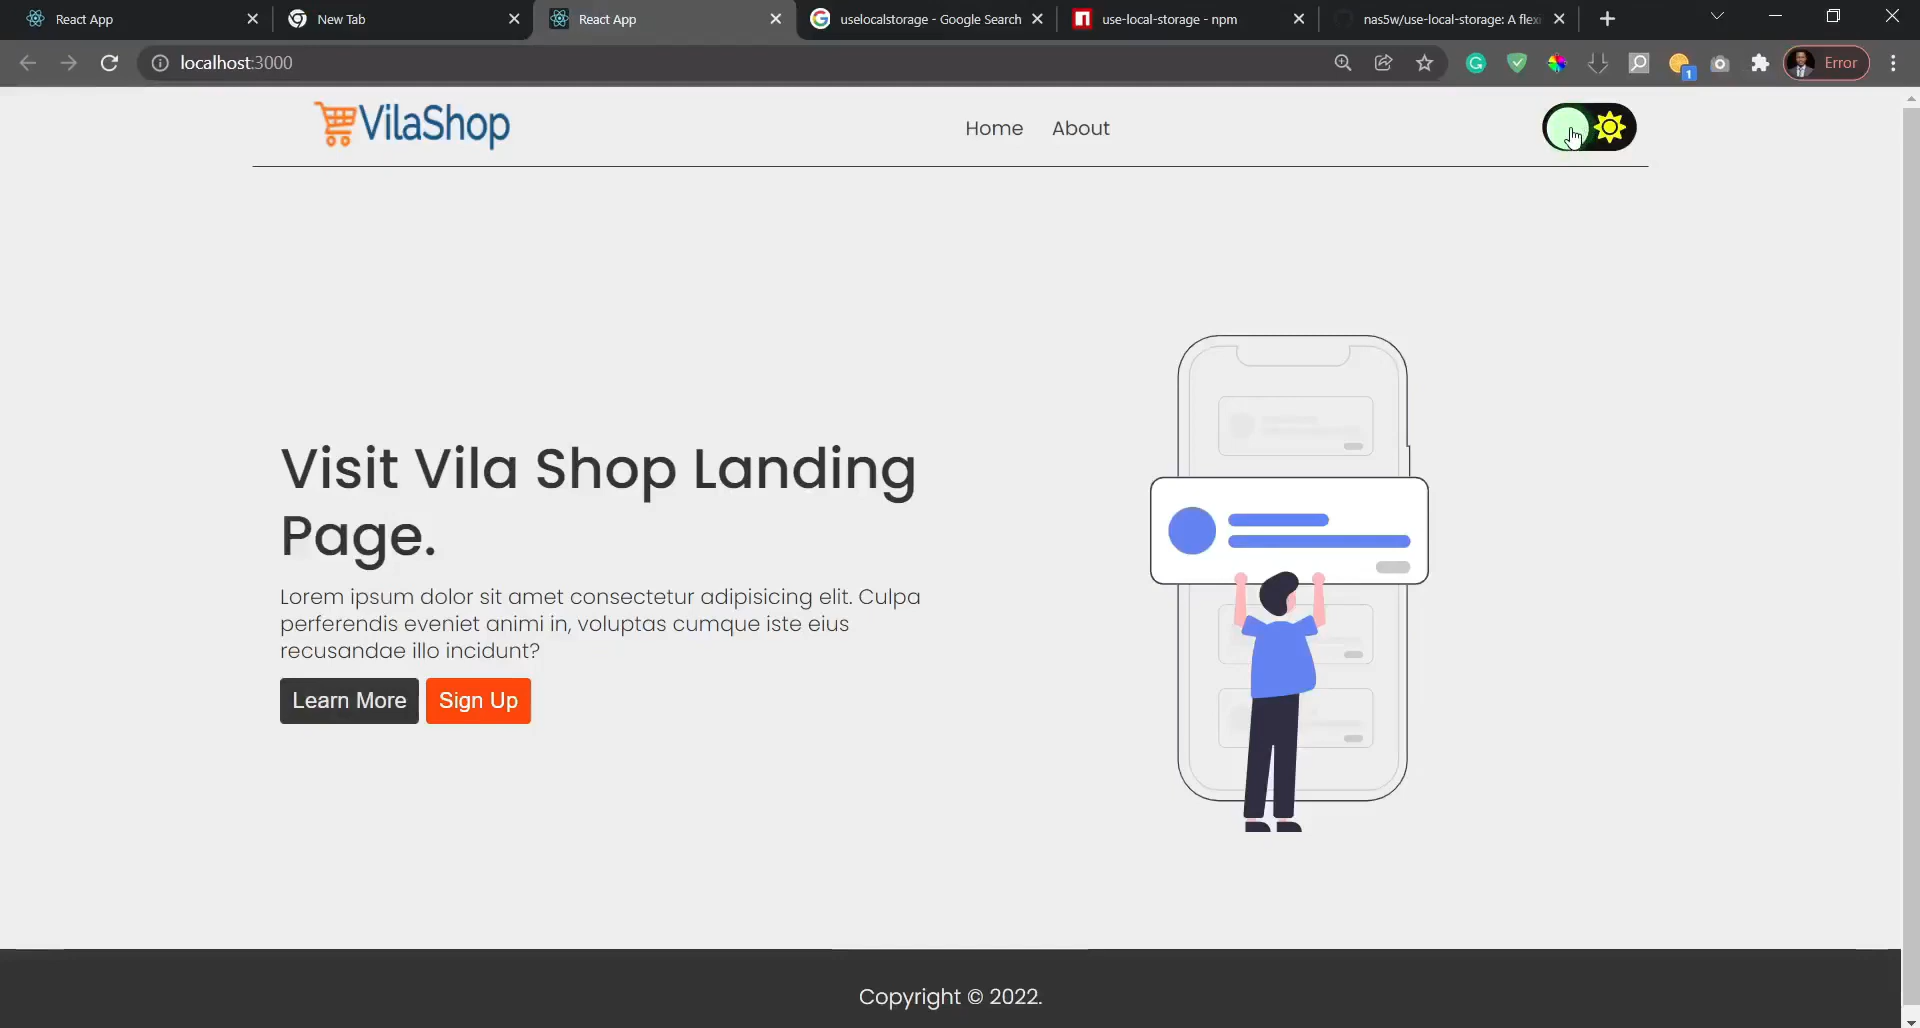 React App
New Tab
React App
uselocalstorage - Google Search
use-local-storage - npm
nas5w/use-local-storage: A flexi
localhost:3000
1
Error
VilaShop
Home
About
Visit Vila Shop Landing
Page.
Lorem ipsum dolor sit amet consectetur adipisicing elit. Culpa
perferendis eveniet animi in, voluptas cumque iste eius
recusandae illo incidunt?
Learn More
Sign Up
Copyright © 2022.